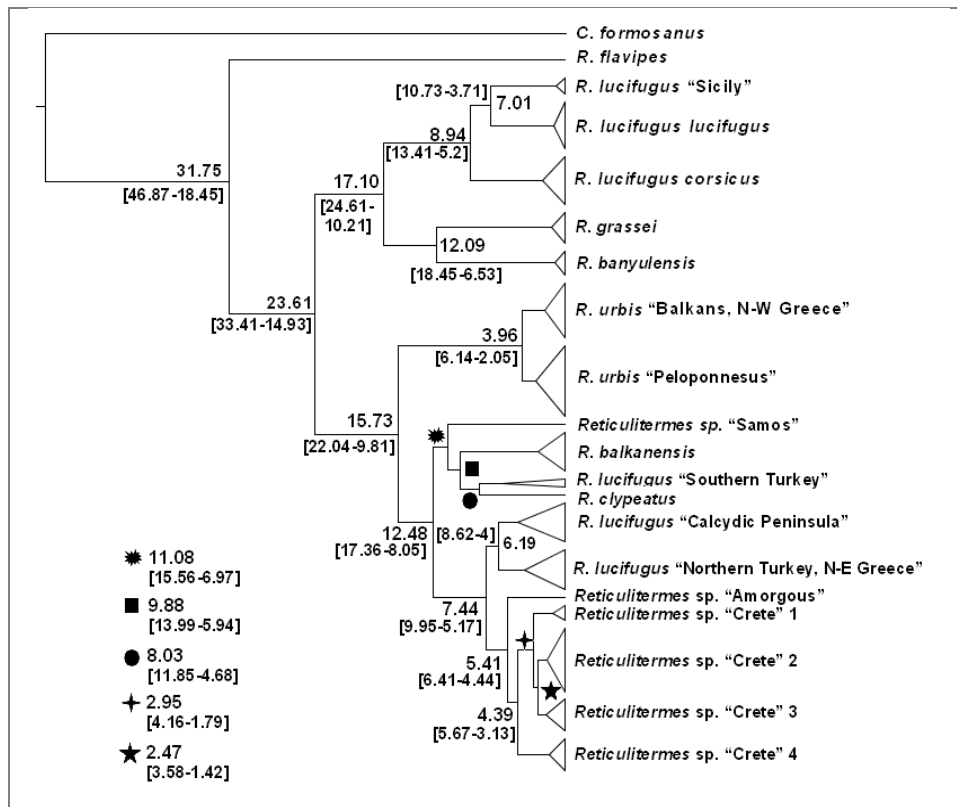 C. formosanus
R. flavipes
R. lucifugus “Sicily”
[10.73-3.71]
7.01
R. lucifugus lucifugus
8.94
[13.41-5.2]
R. lucifugus corsicus
31.75
[46.87-18.45]
17.10
[24.61-
10.21]
R. grassei
12.09
R. banyulensis
[18.45-6.53]
23.61
[33.41-14.93]
R. urbis “Balkans, N-W Greece”
3.96
[6.14-2.05]
R. urbis “Peloponnesus”
15.73
[22.04-9.81]
Reticulitermes sp. “Samos”
R. balkanensis
R. lucifugus “Southern Turkey”
R. clypeatus
12.48
[17.36-8.05]
[8.62-4]
R. lucifugus “Calcydic Peninsula”
6.19
R. lucifugus “Northern Turkey, N-E Greece”
7.44
[9.95-5.17]
Reticulitermes sp. “Amorgous”
Reticulitermes sp. “Crete” 1
5.41
[6.41-4.44]
Reticulitermes sp. “Crete” 2
4.39
[5.67-3.13]
Reticulitermes sp. “Crete” 3
Reticulitermes sp. “Crete” 4
11.08
[15.56-6.97]
9.88
[13.99-5.94]
8.03
[11.85-4.68]
2.95
[4.16-1.79]
2.47
[3.58-1.42]